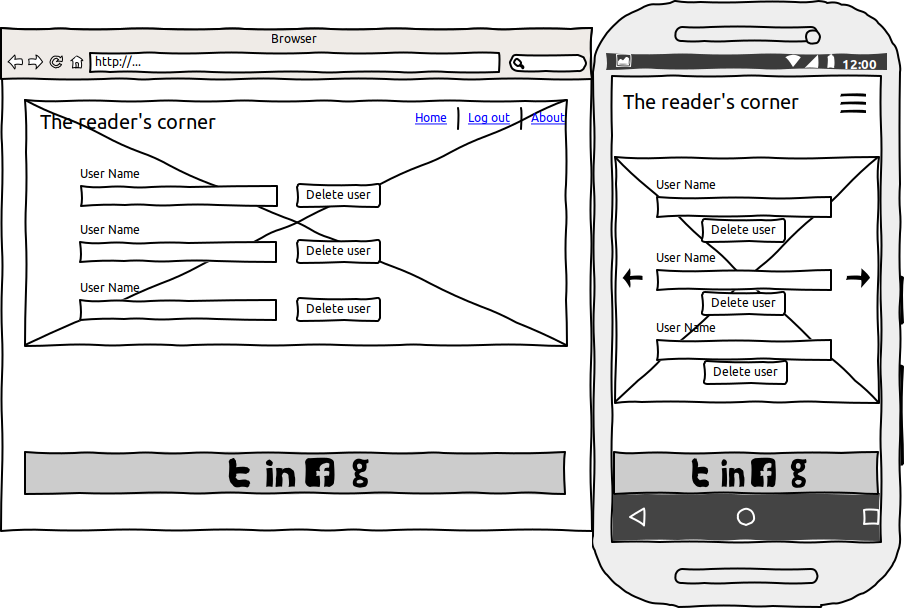 Browser
http://...
The reader's corner
Home
Log out
About
User Name
Delete user
User Name
Delete user
User Name
Delete user
t in f g
12:00
The reader's corner
User Name
Delete user
User Name
Delete user
User Name
Delete user
t in f g